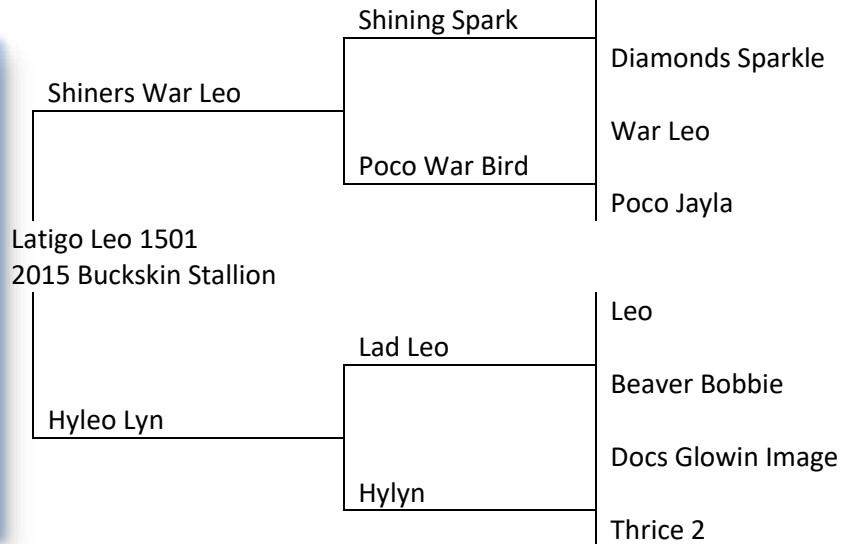 Shining Spark
Diamonds Sparkle
Shiners War Leo
War Leo
Poco War Bird
Poco Jayla
Latigo Leo 1501
2015 Buckskin Stallion
Leo
Lad Leo
Beaver Bobbie
Hyleo Lyn
Docs Glowin Image
Hylyn
Thrice 2